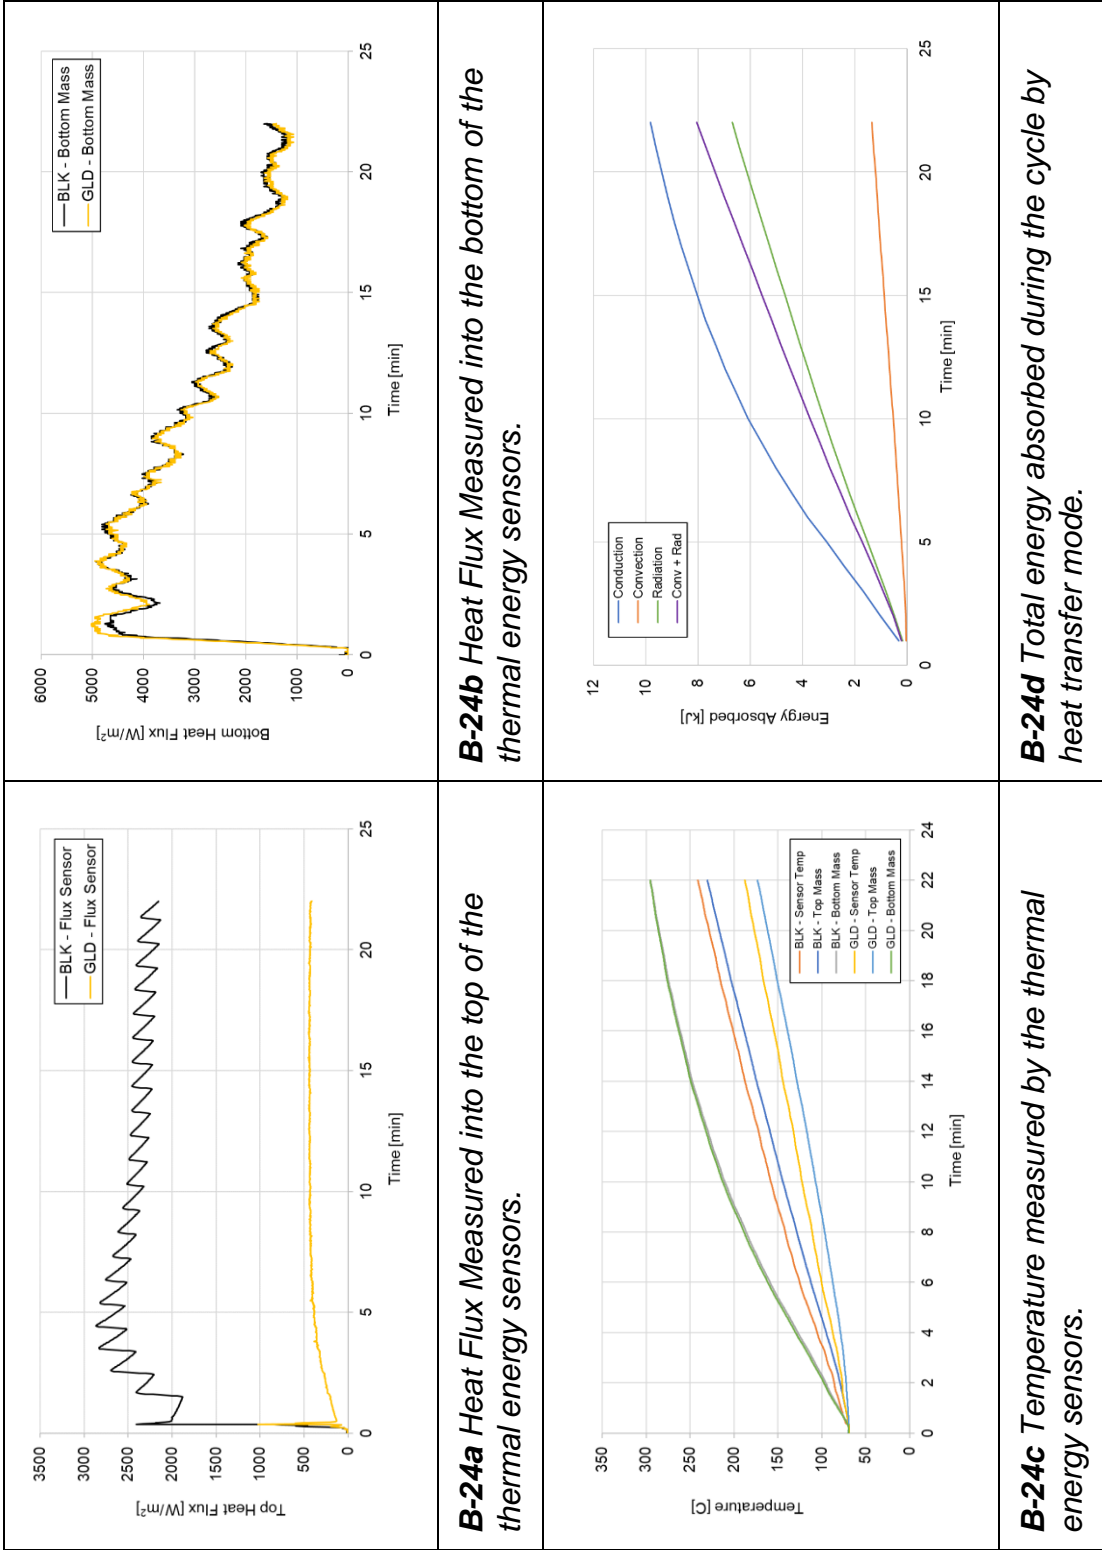 3500
3000
2500
2000
1500
1000
500
0
Top Heat Flux [W/m²]
0
5
10
15
20
25
Time [min]
BLK - Flux Sensor
GLD - Flux Sensor
6000
5000
4000
3000
2000
1000
0
Bottom Heat Flux [W/m²]
0
5
10
15
20
25
Time [min]
BLK - Bottom Mass
GLD - Bottom Mass
B-24a Heat Flux Measured into the top of the
thermal energy sensors.
B-24b Heat Flux Measured into the bottom of the
thermal energy sensors.
350
300
250
200
150
100
50
0
Temperature [C]
0
2
4
6
8
10
12
14
16
18
20
22
24
Time [min]
BLK - Sensor Temp
BLK - Top Mass
BLK - Bottom Mass
GLD - Sensor Temp
GLD - Top Mass
GLD - Bottom Mass
12
10
8
6
4
2
0
Energy Absorbed [kJ]
0
5
10
15
20
25
Time [min]
Conduction
Convection
Radiation
Conv + Rad
B-24c Temperature measured by the thermal
energy sensors.
B-24d Total energy absorbed during the cycle by
heat transfer mode.